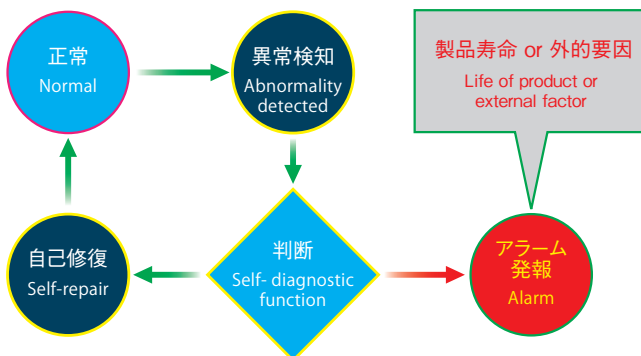 正常
Normal
異常検知
Abnormality
detected
製品寿命 or 外的要因
Life of product or
external factor
自己修復
Self-repair
判断
Self- diagnostic
function
アラーム
発報
Alarm